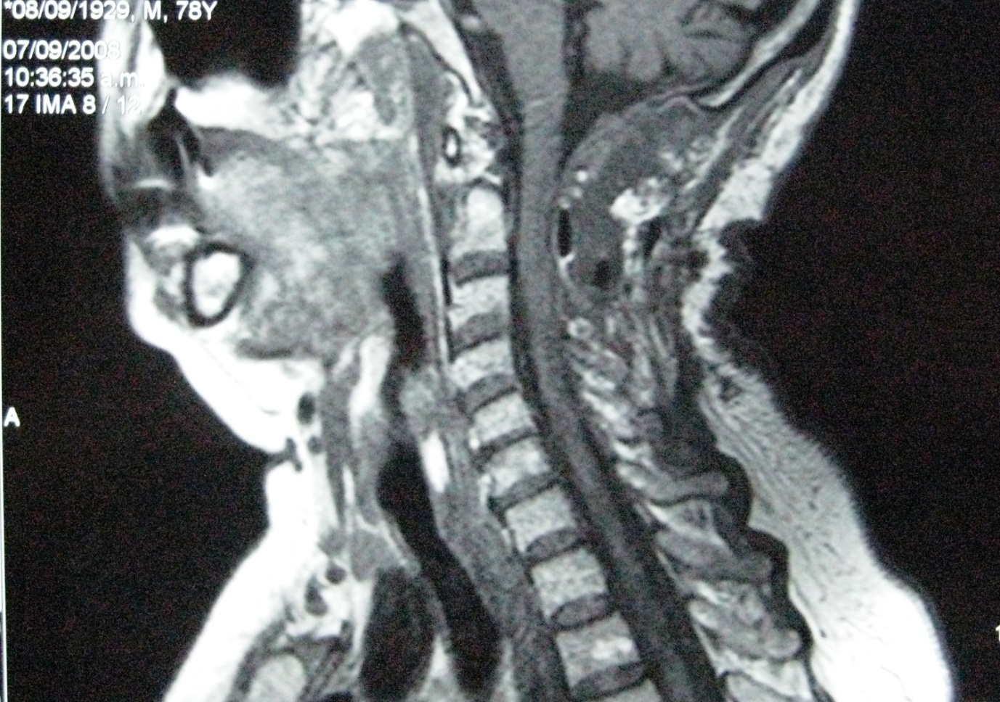 *08/09/1929, M, 78Y
07/09/2008
10:36:35 a.m.
17 IMA 8 / 12
A